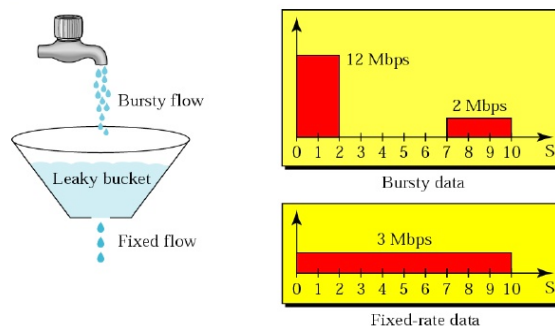 Bursty flow
Leaky bucket
Fixed flow
12 Mbps
2 Mbps
0 1 2 3 4 5 6 7 8 9 10 S
Bursty data
3 Mbps
0 1 2 3 4 5 6 7 8 9 10 S
Fixed-rate data